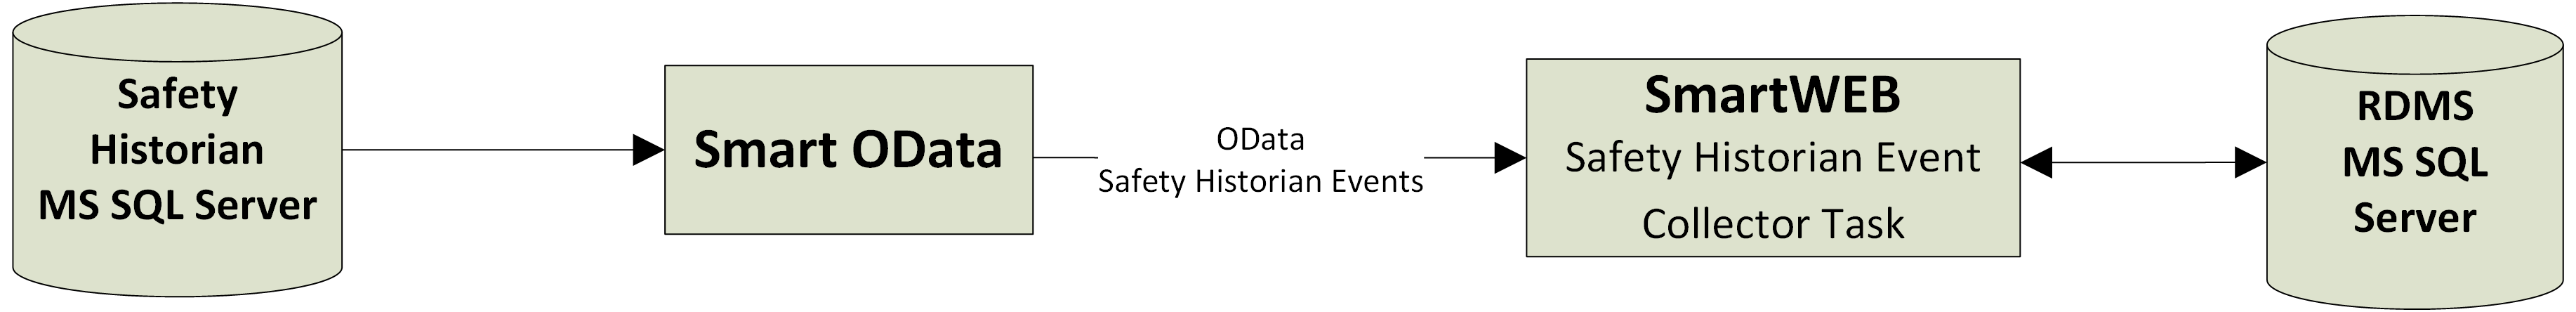 Safety
Historian
MS SQL Server
Smart OData
OData
Safety Historian Events
SmartWEB
Safety Historian Event
Collector Task
RDMS
MS SQL
Server